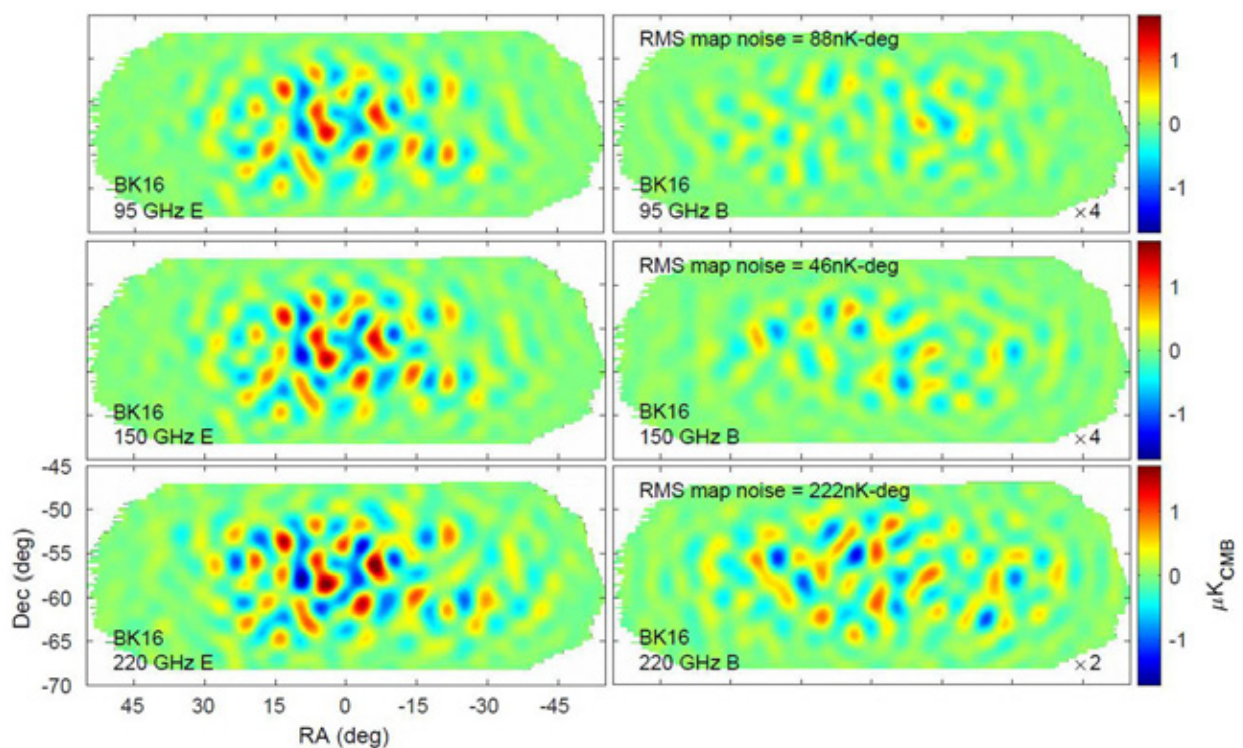 BK16
95 GHz E
RMS map noise = 88nK-deg
BK16
95 GHz B
×4
1
0
-1
BK16
150 GHz E
RMS map noise = 46nK-deg
BK16
150 GHz B
×4
1
0
-1
-45
-50
-55
-60
-65
-70
Dec (deg)
BK16
220 GHz E
45
30
15
0
-15
-30
-45
RA (deg)
RMS map noise = 222nK-deg
BK16
220 GHz B
×2
1
0
-1
μK_CMB